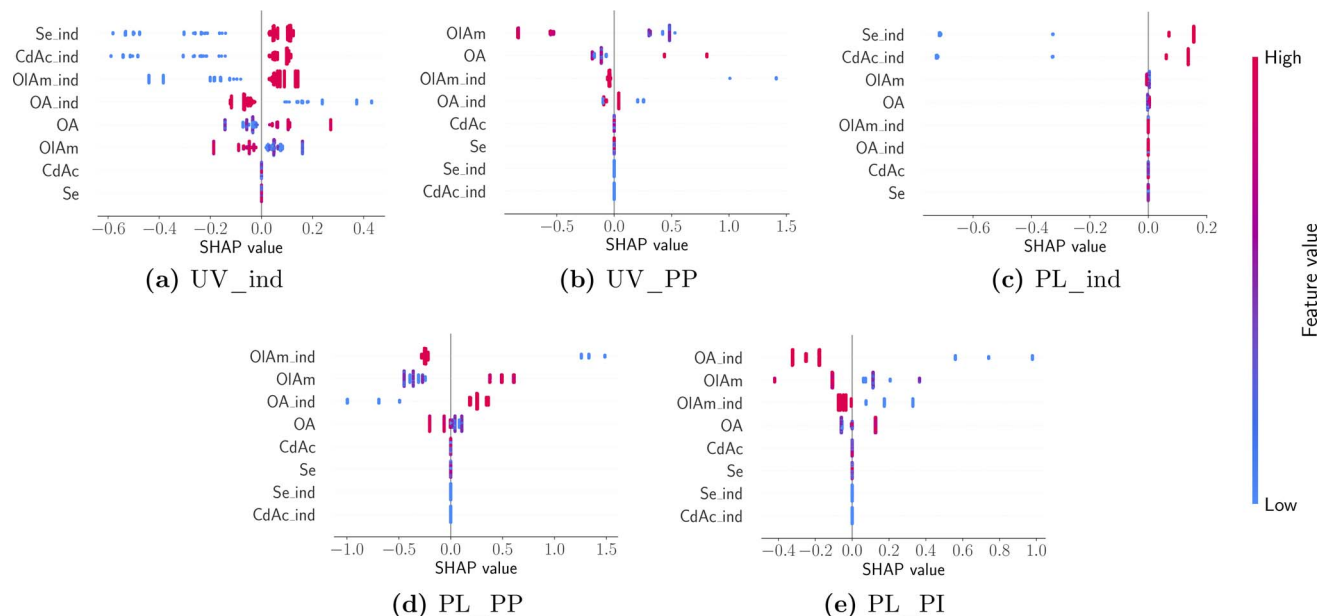 Se_ind
CdAc_ind
OlAm_ind
OA_ind
OA
OlAm
CdAc
Se
−0.6 −0.4 −0.2 0.0 0.2 0.4
SHAP value
(a) UV_ind
OlAm
OA
OlAm_ind
OA_ind
CdAc
Se
Se_ind
CdAc_ind
−0.5 0.0 0.5 1.0 1.5
SHAP value
(b) UV_PP
Se_ind
CdAc_ind
OlAm
OA
OlAm_ind
OA_ind
CdAc
Se
−0.6 −0.4 −0.2 0.0 0.2
SHAP value
(c) PL_ind
High
Feature value
Low
OlAm_ind
OlAm
OA_ind
OA
CdAc
Se
Se_ind
CdAc_ind
−1.0 −0.5 0.0 0.5 1.0 1.5
SHAP value
(d) PL_PP
OA_ind
OlAm
OlAm_ind
OA
CdAc
Se
Se_ind
CdAc_ind
−0.4 −0.2 0.0 0.2 0.4 0.6 0.8 1.0
SHAP value
(e) PL_PI